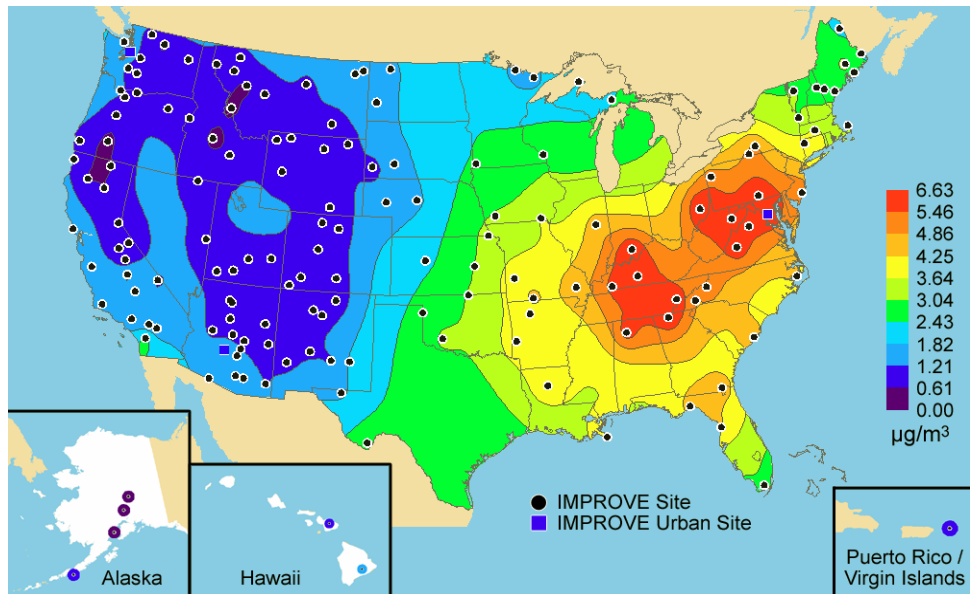 6.63
5.46
4.86
4.25
3.64
3.04
2.43
1.82
1.21
0.61
0.00
µg/m³
IMPROVE Site
IMPROVE Urban Site
Alaska
Hawaii
Puerto Rico /
Virgin Islands